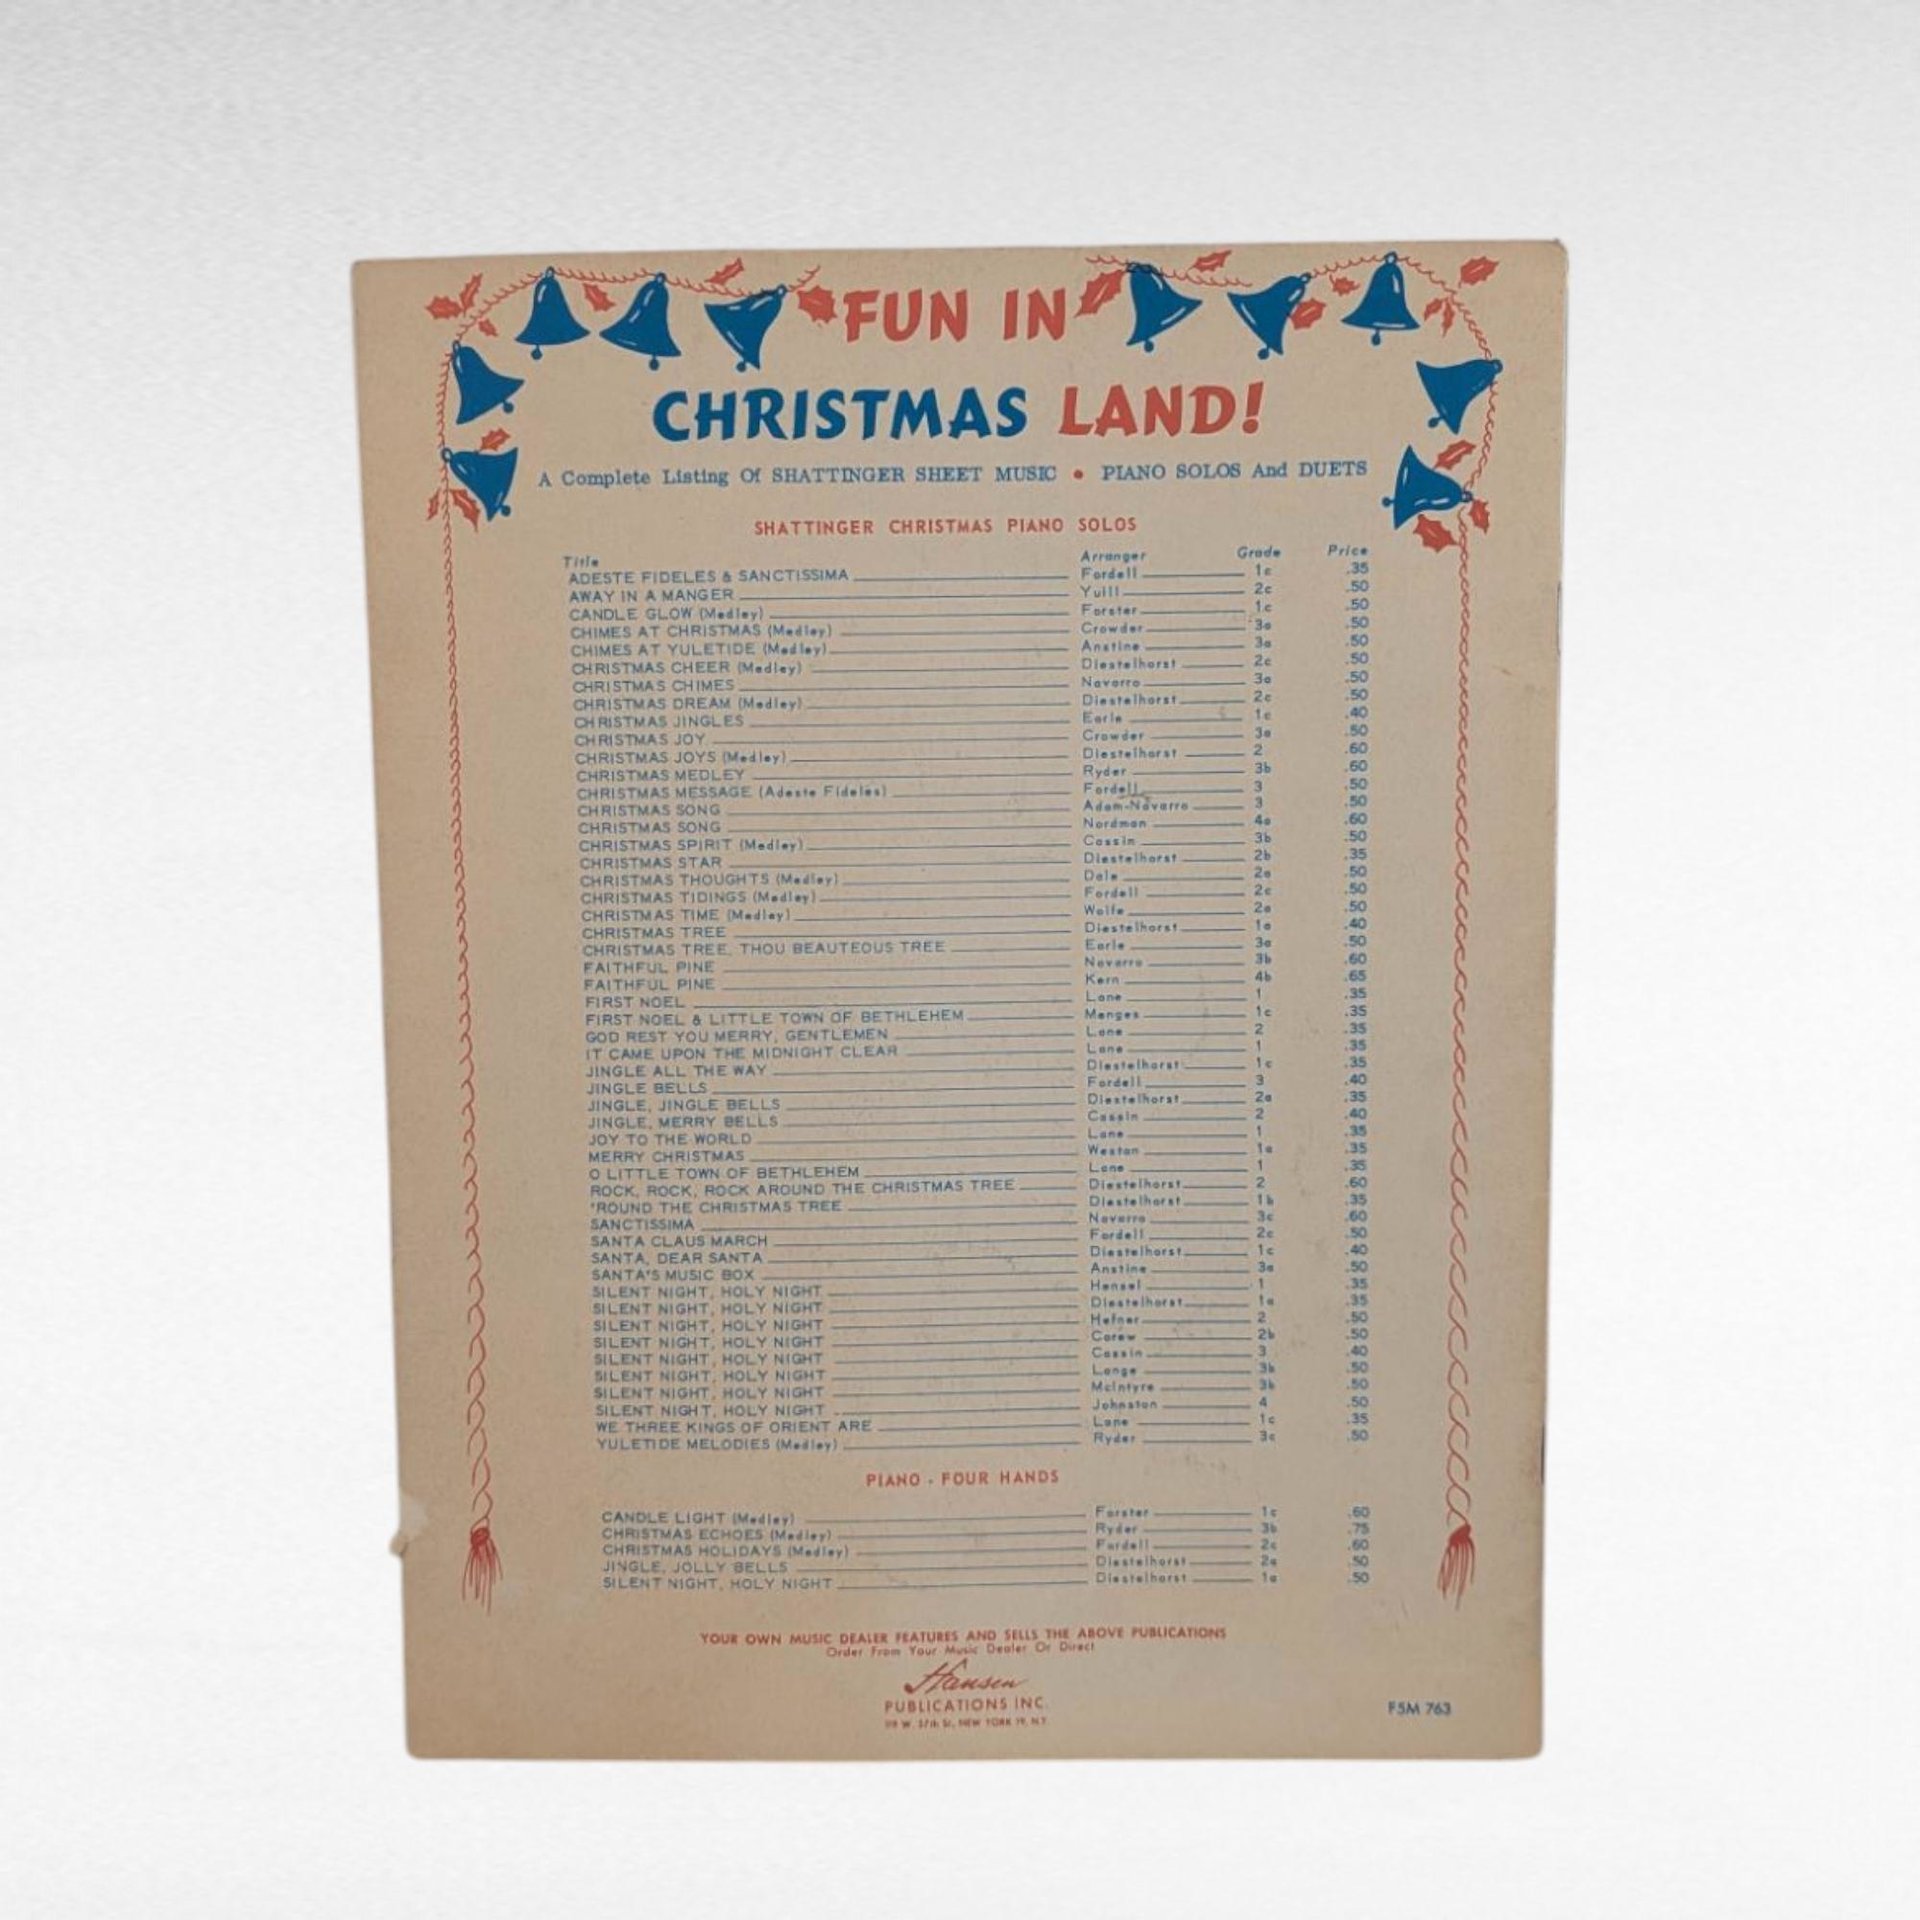 FUN IN
CHRISTMAS LAND!
A Complete Listing Of SHATTINGER SHEET MUSIC • PIANO SOLOS And DUETS
SHATTINGER CHRISTMAS PIANO SOLOS
Title Arranger Grade Price
ADESTE FIDELES & SANCTISSIMA Fordell 1c .35
AWAY IN A MANGER Yuill 2c .50
CANDLE GLOW (Medley) Forster 1c .50
CHIMES AT CHRISTMAS (Medley) Crowder 3a .50
CHIMES AT YULETIDE (Medley) Anstine 3a .50
CHRISTMAS CHEER (Medley) Diestelhorst 2c .50
CHRISTMAS CHIMES Navarro 3a .50
CHRISTMAS DREAM (Medley) Diestelhorst 2c .50
CHRISTMAS JINGLES Earle 1c .40
CHRISTMAS JOY Crowder 3a .50
CHRISTMAS JOYS (Medley) Diestelhorst 2 .60
CHRISTMAS MEDLEY Ryder 3b .60
CHRISTMAS MESSAGE (Adeste Fideles) Fordell 3 .50
CHRISTMAS SONG Adam-Navarro 3 .50
CHRISTMAS SONG Nordman 4a .60
CHRISTMAS SPIRIT (Medley) Cassin 3b .50
CHRISTMAS STAR Diestelhorst 2b .35
CHRISTMAS THOUGHTS (Medley) Dale 2a .50
CHRISTMAS TIDINGS (Medley) Fordell 2c .50
CHRISTMAS TIME (Medley) Wolfe 2a .50
CHRISTMAS TREE Diestelhorst 1a .40
CHRISTMAS TREE, THOU BEAUTEOUS TREE Earle 3a .50
FAITHFUL PINE Navarro 3b .60
FAITHFUL PINE Kern 4b .65
FIRST NOEL Lane 1 .35
FIRST NOEL & LITTLE TOWN OF BETHLEHEM Menges 1c .35
GOD REST YOU MERRY, GENTLEMEN Lane 2 .35
IT CAME UPON THE MIDNIGHT CLEAR Lane 1 .35
JINGLE ALL THE WAY Diestelhorst 1c .35
JINGLE BELLS Fordell 3 .40
JINGLE, JINGLE BELLS Diestelhorst 2a .35
JINGLE, MERRY BELLS Cassin 2 .40
JOY TO THE WORLD Lane 1 .35
MERRY CHRISTMAS Weston 1a .35
O LITTLE TOWN OF BETHLEHEM Lane 1 .35
ROCK, ROCK, ROCK AROUND THE CHRISTMAS TREE Diestelhorst 2 .60
'ROUND THE CHRISTMAS TREE Diestelhorst 1b .35
SANCTISSIMA Navarro 3c .60
SANTA CLAUS MARCH Fordell 2c .50
SANTA, DEAR SANTA Diestelhorst 1c .40
SANTA'S MUSIC BOX Anstine 3a .50
SILENT NIGHT, HOLY NIGHT Hensel 1 .35
SILENT NIGHT, HOLY NIGHT Diestelhorst 1a .35
SILENT NIGHT, HOLY NIGHT Hefner 2 .50
SILENT NIGHT, HOLY NIGHT Carew 2b .50
SILENT NIGHT, HOLY NIGHT Cassin 3 .40
SILENT NIGHT, HOLY NIGHT Lange 3b .50
SILENT NIGHT, HOLY NIGHT McIntyre 3b .50
SILENT NIGHT, HOLY NIGHT Johnston 4 .50
WE THREE KINGS OF ORIENT ARE Lane 1c .35
YULETIDE MELODIES (Medley) Ryder 3c .50
PIANO - FOUR HANDS
CANDLE LIGHT (Medley) Forster 1c .60
CHRISTMAS ECHOES (Medley) Ryder 3b .75
CHRISTMAS HOLIDAYS (Medley) Fordell 2c .60
JINGLE, JOLLY BELLS Diestelhorst 2a .50
SILENT NIGHT, HOLY NIGHT Diestelhorst 1a .50
YOUR OWN MUSIC DEALER FEATURES AND SELLS THE ABOVE PUBLICATIONS
Order From Your Music Dealer Or Direct
Hansen
PUBLICATIONS INC.
W. 57th St., NEW YORK 19, N.Y.
F5M 763